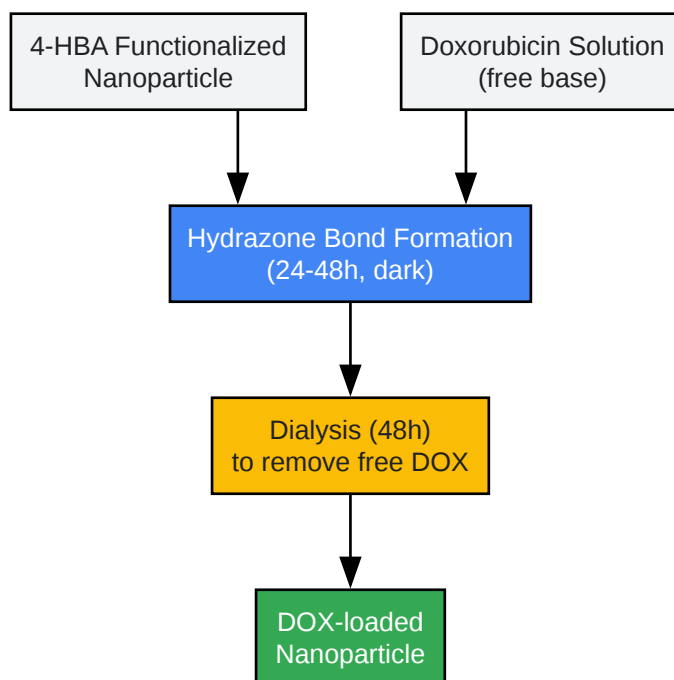 4-HBA Functionalized
Nanoparticle
Doxorubicin Solution
(free base)
Hydrazone Bond Formation
(24-48h, dark)
Dialysis (48h)
to remove free DOX
DOX-loaded
Nanoparticle